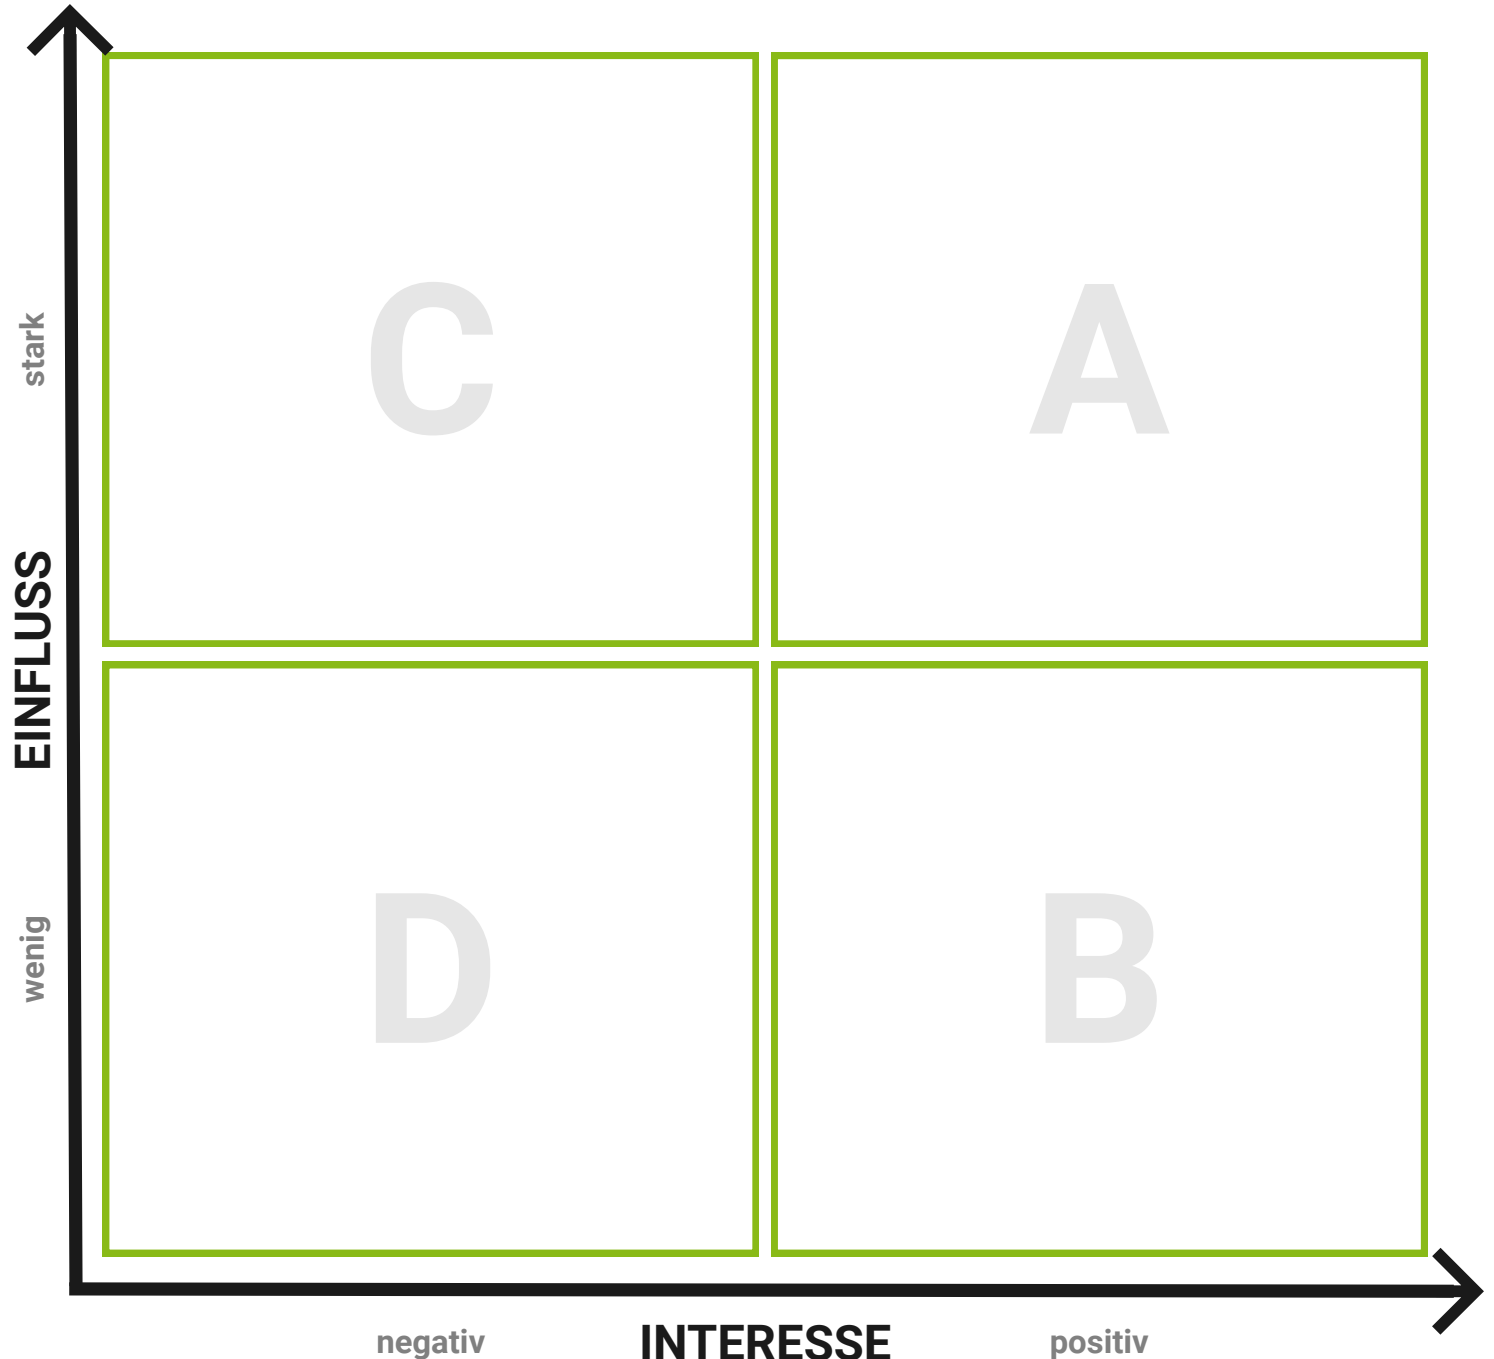 C
A
stark
EINFLUSS
D
B
wenig
negativ
INTERESSE
positiv